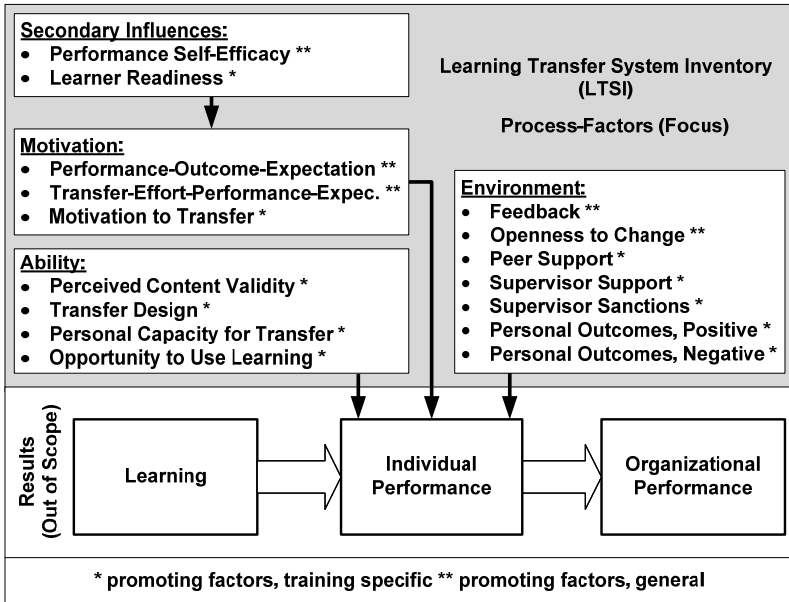 Secondary Influences:
• Performance Self-Efficacy **
• Learner Readiness *
Learning Transfer System Inventory
(LTSI)
Process-Factors (Focus)
Motivation:
• Performance-Outcome-Expectation **
• Transfer-Effort-Performance-Expec. **
• Motivation to Transfer *
Ability:
• Perceived Content Validity *
• Transfer Design *
• Personal Capacity for Transfer *
• Opportunity to Use Learning *
Environment:
• Feedback **
• Openness to Change **
• Peer Support *
• Supervisor Support *
• Supervisor Sanctions *
• Personal Outcomes, Positive *
• Personal Outcomes, Negative *
Results
(Out of Scope)
Learning
Individual
Performance
Organizational
Performance
* promoting factors, training specific ** promoting factors, general